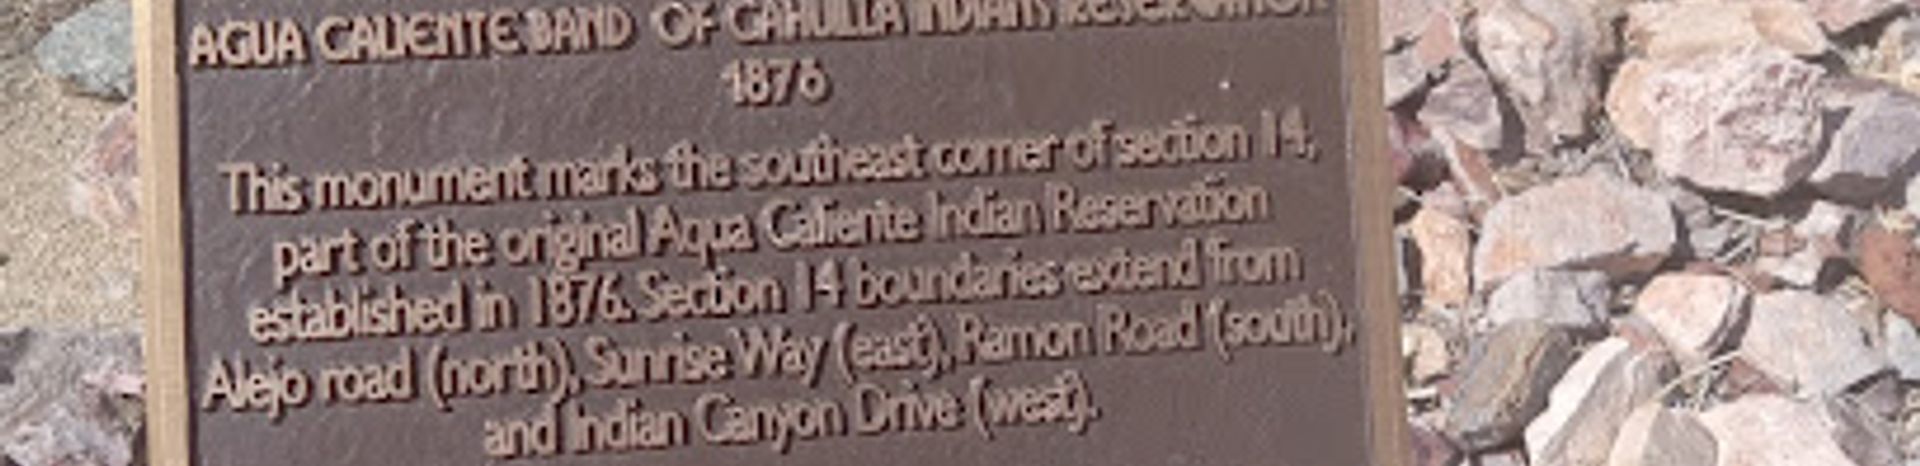 AGUA CALIENTE BAND OF CAHUILLA INDIANS RESERVATION
1876
This monument marks the southeast corner of section 14,
part of the original Aqua Caliente Indian Reservation
established in 1876. Section 14 boundaries extend from
Alejo road (north), Sunrise Way (east), Ramon Road (south),
and Indian Canyon Drive (west).